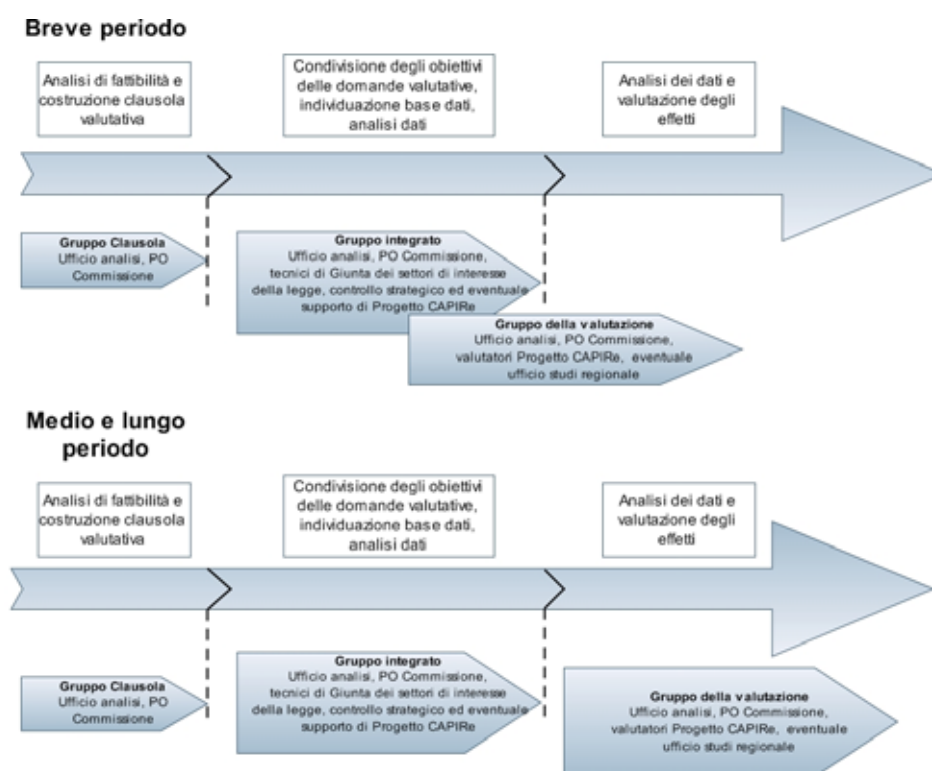 Breve periodo
Analisi di fattibilità e
costruzione clausola
valutativa
Condivisione degli obiettivi
delle domande valutative,
individuazione base dati,
analisi dati
Analisi dei dati e
valutazione degli
effetti
Gruppo Clausola
Ufficio analisi, PO
Commissione
Gruppo integrato
Ufficio analisi, PO Commissione,
tecnici di Giunta dei settori di interesse
della legge, controllo strategico ed eventuale
supporto di Progetto CAPIRe
Gruppo della valutazione
Ufficio analisi, PO Commissione,
valutatori Progetto CAPIRe, eventuale
ufficio studi regionale
Medio e lungo
periodo
Analisi di fattibilità e
costruzione clausola
valutativa
Condivisione degli obiettivi
delle domande valutative,
individuazione base dati,
analisi dati
Analisi dei dati e
valutazione degli
effetti
Gruppo Clausola
Ufficio analisi, PO
Commissione
Gruppo integrato
Ufficio analisi, PO Commissione,
tecnici di Giunta dei settori di interesse
della legge, controllo strategico ed eventuale
supporto di Progetto CAPIRe
Gruppo della valutazione
Ufficio analisi, PO Commissione,
valutatori Progetto CAPIRe, eventuale
ufficio studi regionale